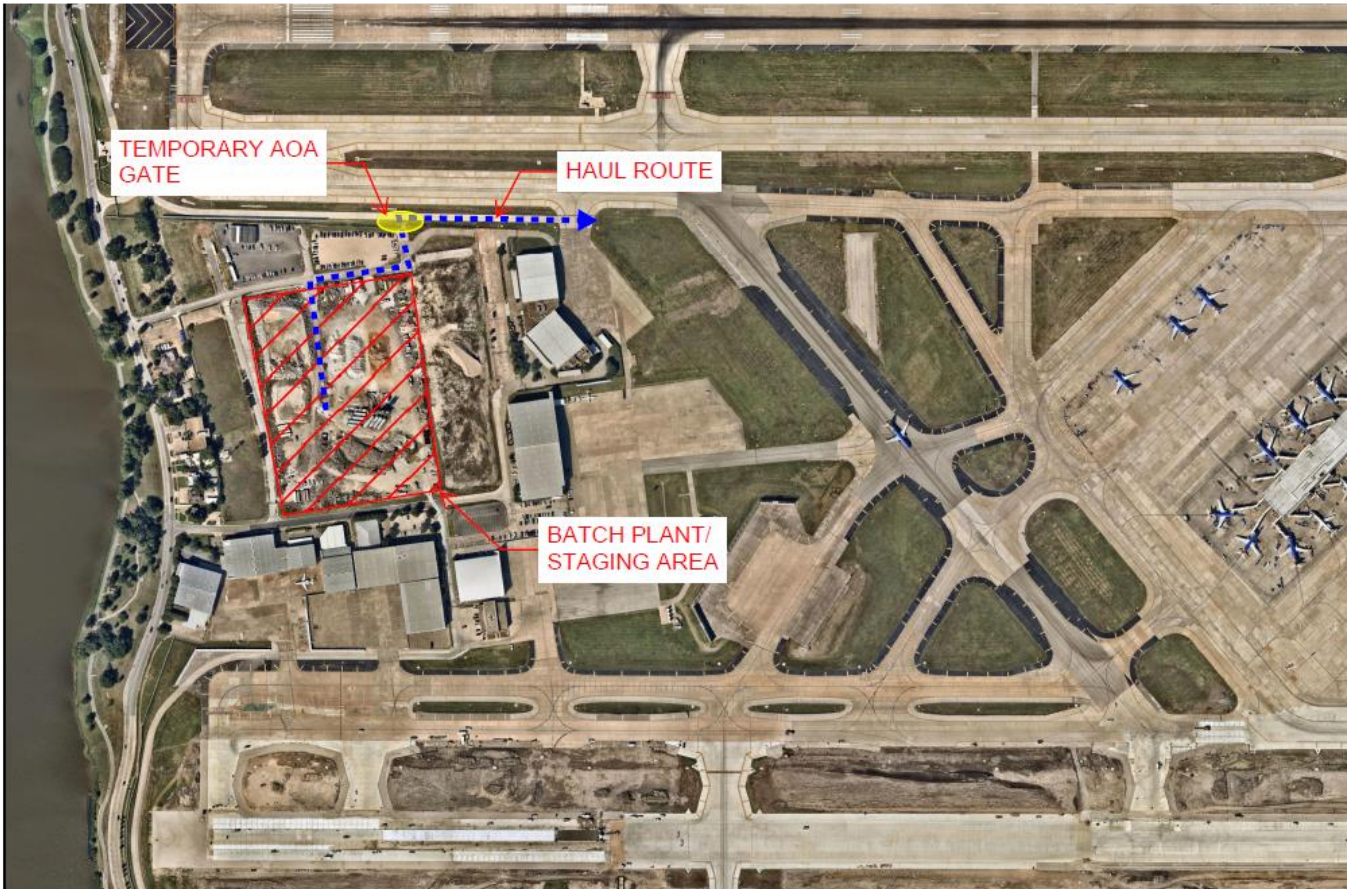 TEMPORARY AOA
GATE
HAUL ROUTE
BATCH PLANT/
STAGING AREA